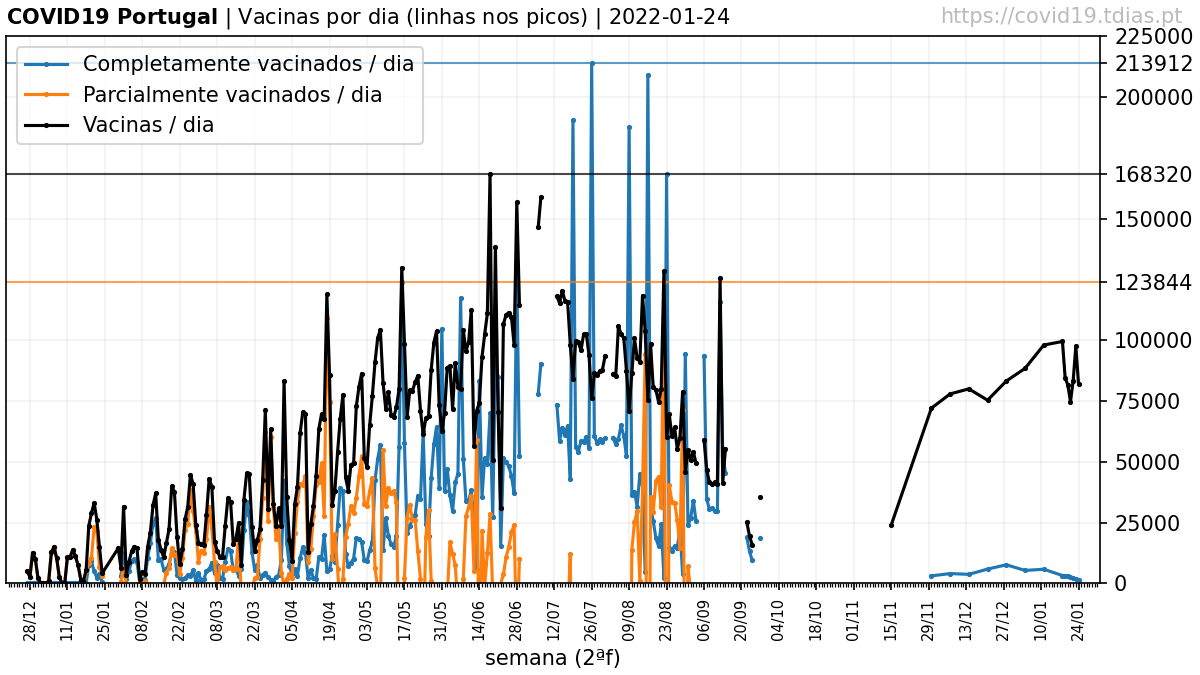 COVID19 Portugal | Vacinas por dia (linhas nos picos) | 2022-01-24
https://covid19.tdias.pt
Completamente vacinados / dia
Parcialmente vacinados / dia
Vacinas / dia
225000
213912
200000
168320
150000
123844
100000
75000
50000
25000
0
28/12 11/01 25/01 08/02 22/02 08/03 22/03 05/04 19/04 03/05 17/05 31/05 14/06 28/06 12/07 26/07 09/08 23/08 06/09 20/09 04/10 18/10 01/11 15/11 29/11 13/12 27/12 10/01 24/01
semana (2ªf)